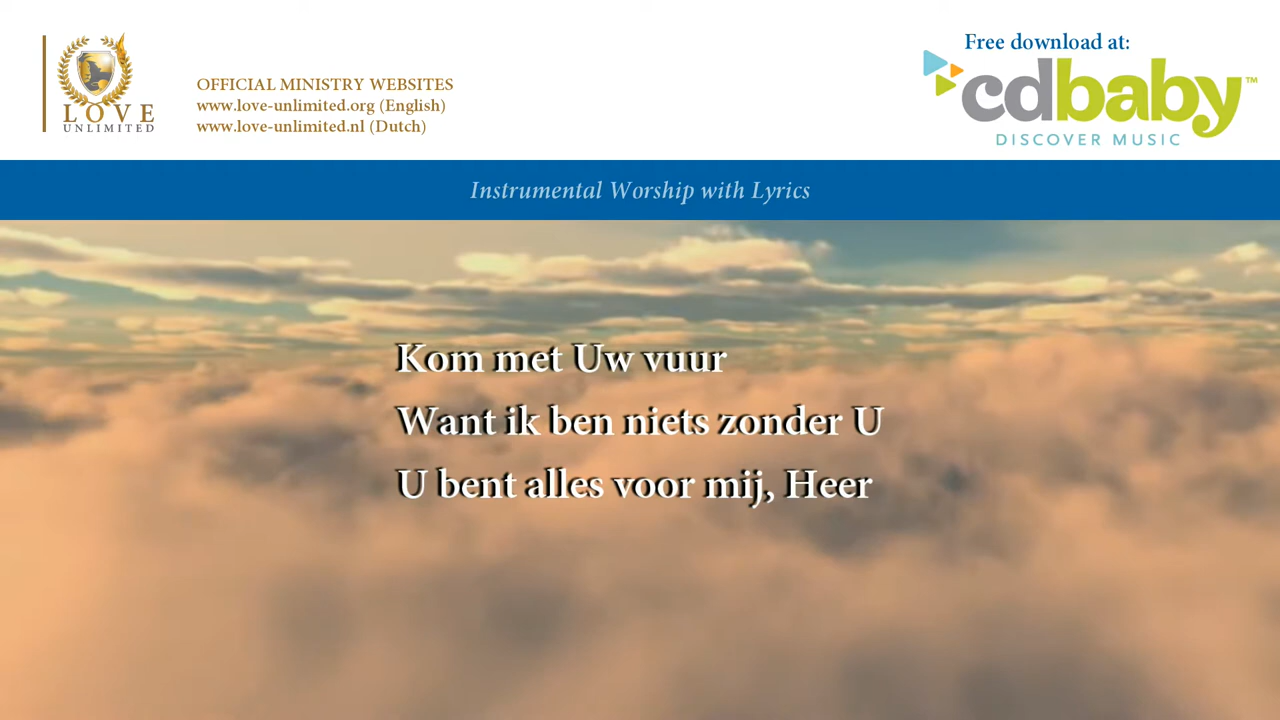 LOVE
UNLIMITED
OFFICIAL MINISTRY WEBSITES
www.love-unlimited.org (English)
www.love-unlimited.nl (Dutch)
Free download at:
cdbaby™
DISCOVER MUSIC
Instrumental Worship with Lyrics
Kom met Uw vuur
Want ik ben niets zonder U
U bent alles voor mij, Heer